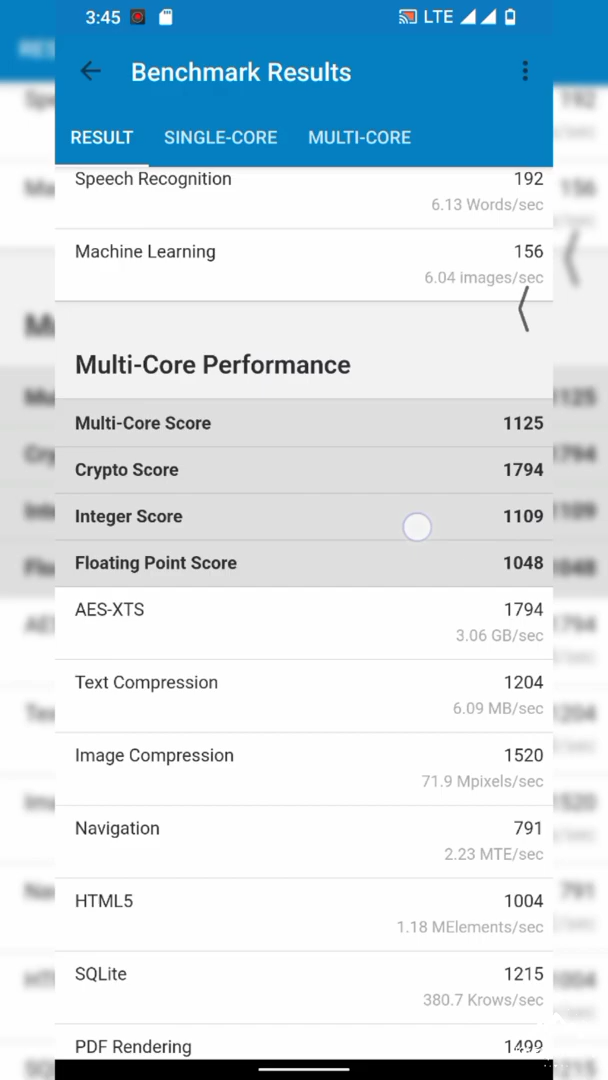 3:45 LTE
Benchmark Results
RESULT SINGLE-CORE MULTI-CORE
Speech Recognition 192
6.13 Words/sec
Machine Learning 156
6.04 images/sec
Multi-Core Performance
Multi-Core Score 1125
Crypto Score 1794
Integer Score 1109
Floating Point Score 1048
AES-XTS 1794
3.06 GB/sec
Text Compression 1204
6.09 MB/sec
Image Compression 1520
71.9 Mpixels/sec
Navigation 791
2.23 MTE/sec
HTML5 1004
1.18 MElements/sec
SQLite 1215
380.7 Krows/sec
PDF Rendering 1499